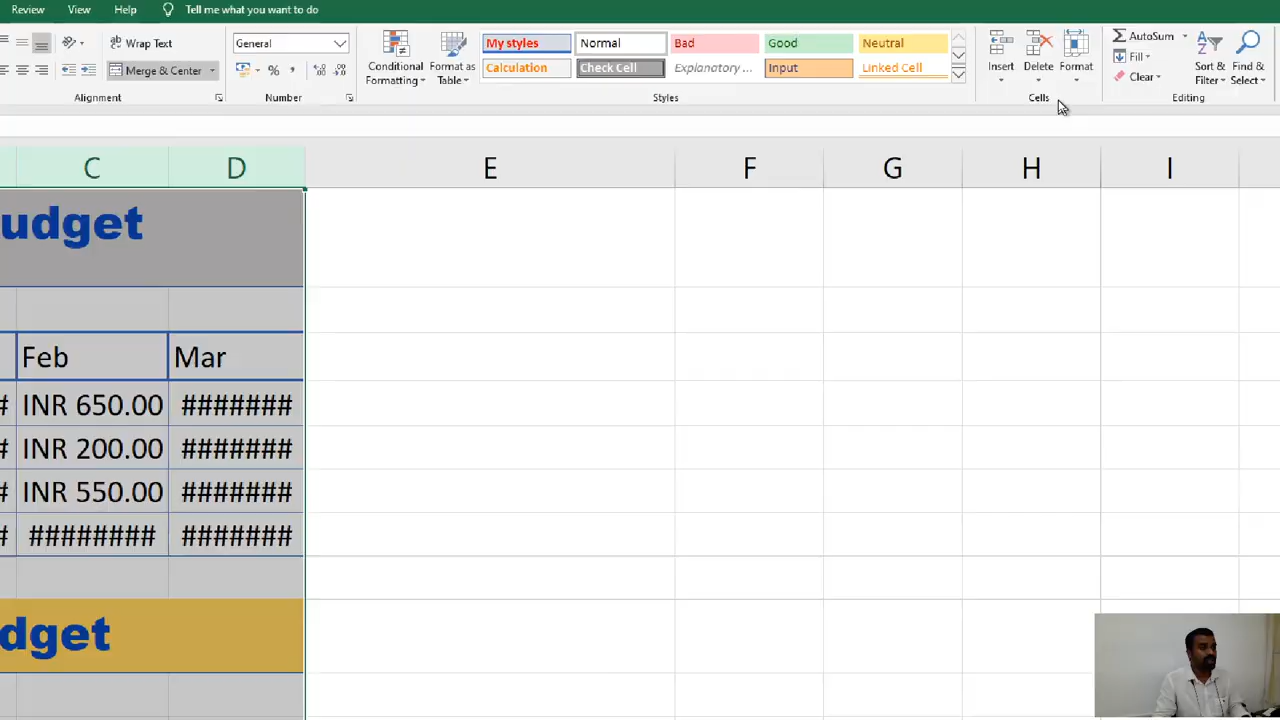 Review View Help Tell me what you want to do
Wrap Text General My styles Normal Bad Good Neutral AutoSum
Conditional Formatting Format as Table Insert Delete Format Fill Sort & Filter Find & Select
Merge & Center % , Calculation Check Cell Explanatory ... Input Linked Cell Clear
Alignment Number Styles Cells Editing
C D E F G H I
udget
Feb Mar
# INR 650.00 #######
# INR 200.00 #######
# INR 550.00 #######
# ######## #######
dget